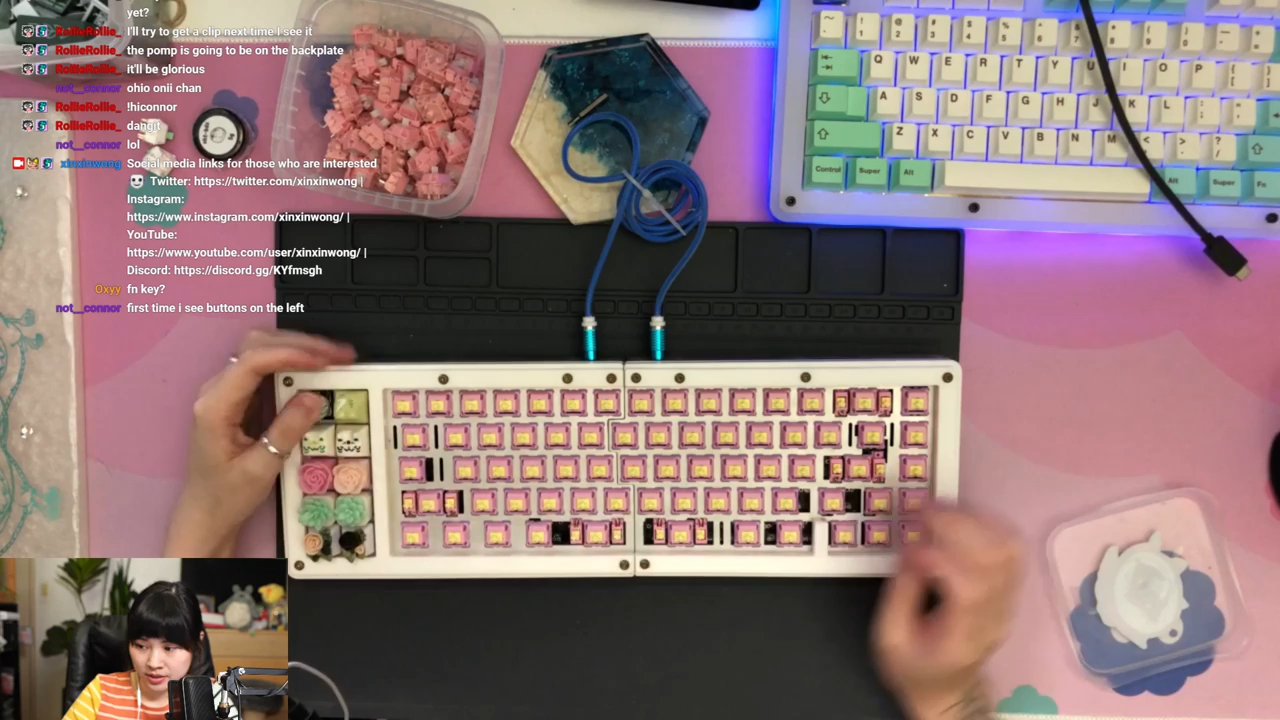 yet?
RollieRollie_ I'll try to get a clip next time I see it
RollieRollie_ the pomp is going to be on the backplate
RollieRollie_ it'll be glorious
not__connor ohio onii chan
RollieRollie_ !hiconnor
RollieRollie_ dangit
not__connor lol
xinxinwong Social media links for those who are interested
Twitter: https://twitter.com/xinxinwong |
Instagram:
https://www.instagram.com/xinxinwong/ |
YouTube:
https://www.youtube.com/user/xinxinwong/ |
Discord: https://discord.gg/KYfmsgh
Oxyy fn key?
not__connor first time i see buttons on the left
Q W E R T Y U I O P
A S D F G H J K L
Z X C V B N M
Control Super Alt Alt Super Fn